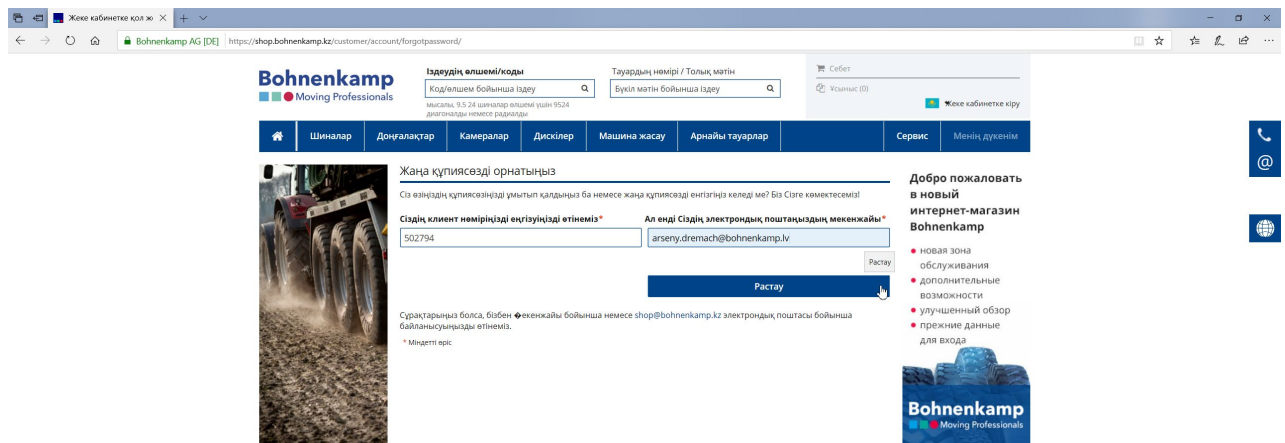 Жеке кабинетке қол же
Bohnenkamp AG [DE]
https://shop.bohnenkamp.kz/customer/account/forgotpassword/
Bohnenkamp
Moving Professionals
Іздеудің өлшемі/коды
Код/өлшем бойынша іздеу
мысалы. 9.5 24 шиналар өлшемі үшін 9524
диагоналды немесе радиалды
Тауардың нөмірі / Толық мәтін
Бүкіл мәтін бойынша іздеу
Себет
Ұсыныс (0)
Жеке кабинетке кіру
Шиналар
Доңғалақтар
Камералар
Дискілер
Машина жасау
Арнайы тауарлар
Сервис
Менің дүкенім
Жаңа құпиясөзді орнатыңыз
Сіз өзіңіздің құпиясөзіңізді ұмытып қалдыңыз ба немесе жаңа құпиясөзді енгізгіңіз келеді ме? Біз Сізге көмектесеміз!
Сіздің клиент нөміріңізді еңгізуіңізді өтінеміз*
502794
Ал енді Сіздің электрондық поштаңыздың мекенжайы*
arseny.dremach@bohnenkamp.lv
Растау
Растау
Сұрақтарыңыз болса, бізбен �екенжайы бойынша немесе shop@bohnenkamp.kz электрондық поштасы бойынша
байланысуыңызды өтінеміз.
* Міндетті өріс
Добро пожаловать
в новый
интернет-магазин
Bohnenkamp
• новая зона
обслуживания
• дополнительные
возможности
• улучшенный обзор
• прежние данные
для входа
Bohnenkamp
Moving Professionals